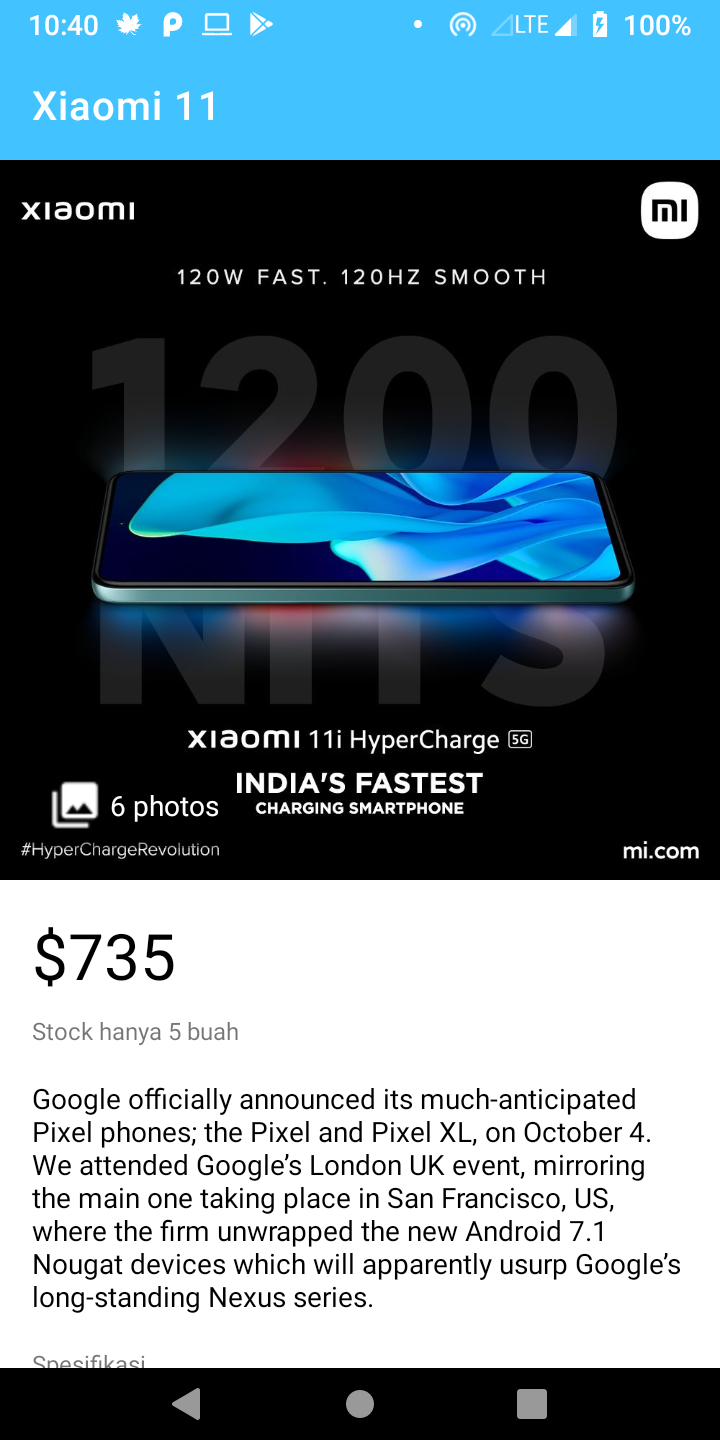 10:40
LTE
100%
Xiaomi 11
xiaomi
mi
120W FAST. 120HZ SMOOTH
1200
NITS
xiaomi 11i HyperCharge 5G
INDIA'S FASTEST
CHARGING SMARTPHONE
6 photos
#HyperChargeRevolution
mi.com
$735
Stock hanya 5 buah
Google officially announced its much-anticipated
Pixel phones; the Pixel and Pixel XL, on October 4.
We attended Google’s London UK event, mirroring
the main one taking place in San Francisco, US,
where the firm unwrapped the new Android 7.1
Nougat devices which will apparently usurp Google’s
long-standing Nexus series.
Spesifikasi